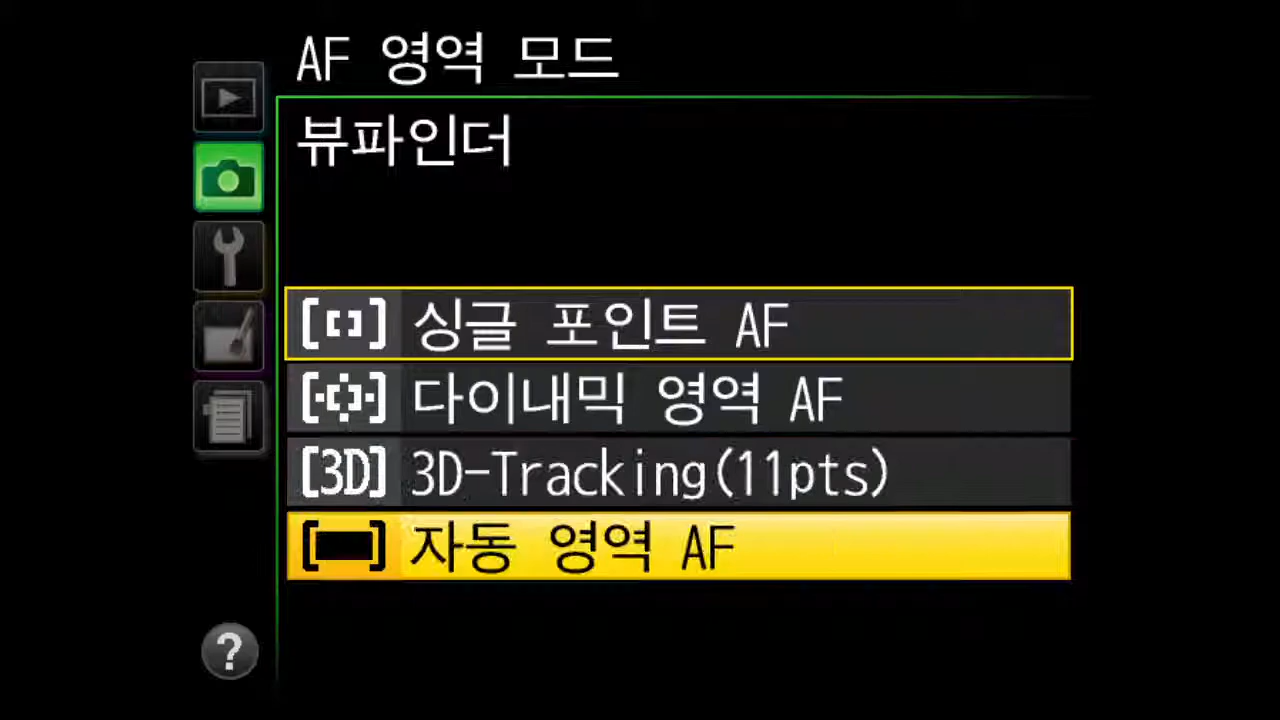 AF 영역 모드
뷰파인더
[ ] 싱글 포인트 AF
[ ] 다이내믹 영역 AF
[3D] 3D-Tracking(11pts)
[ ] 자동 영역 AF
?